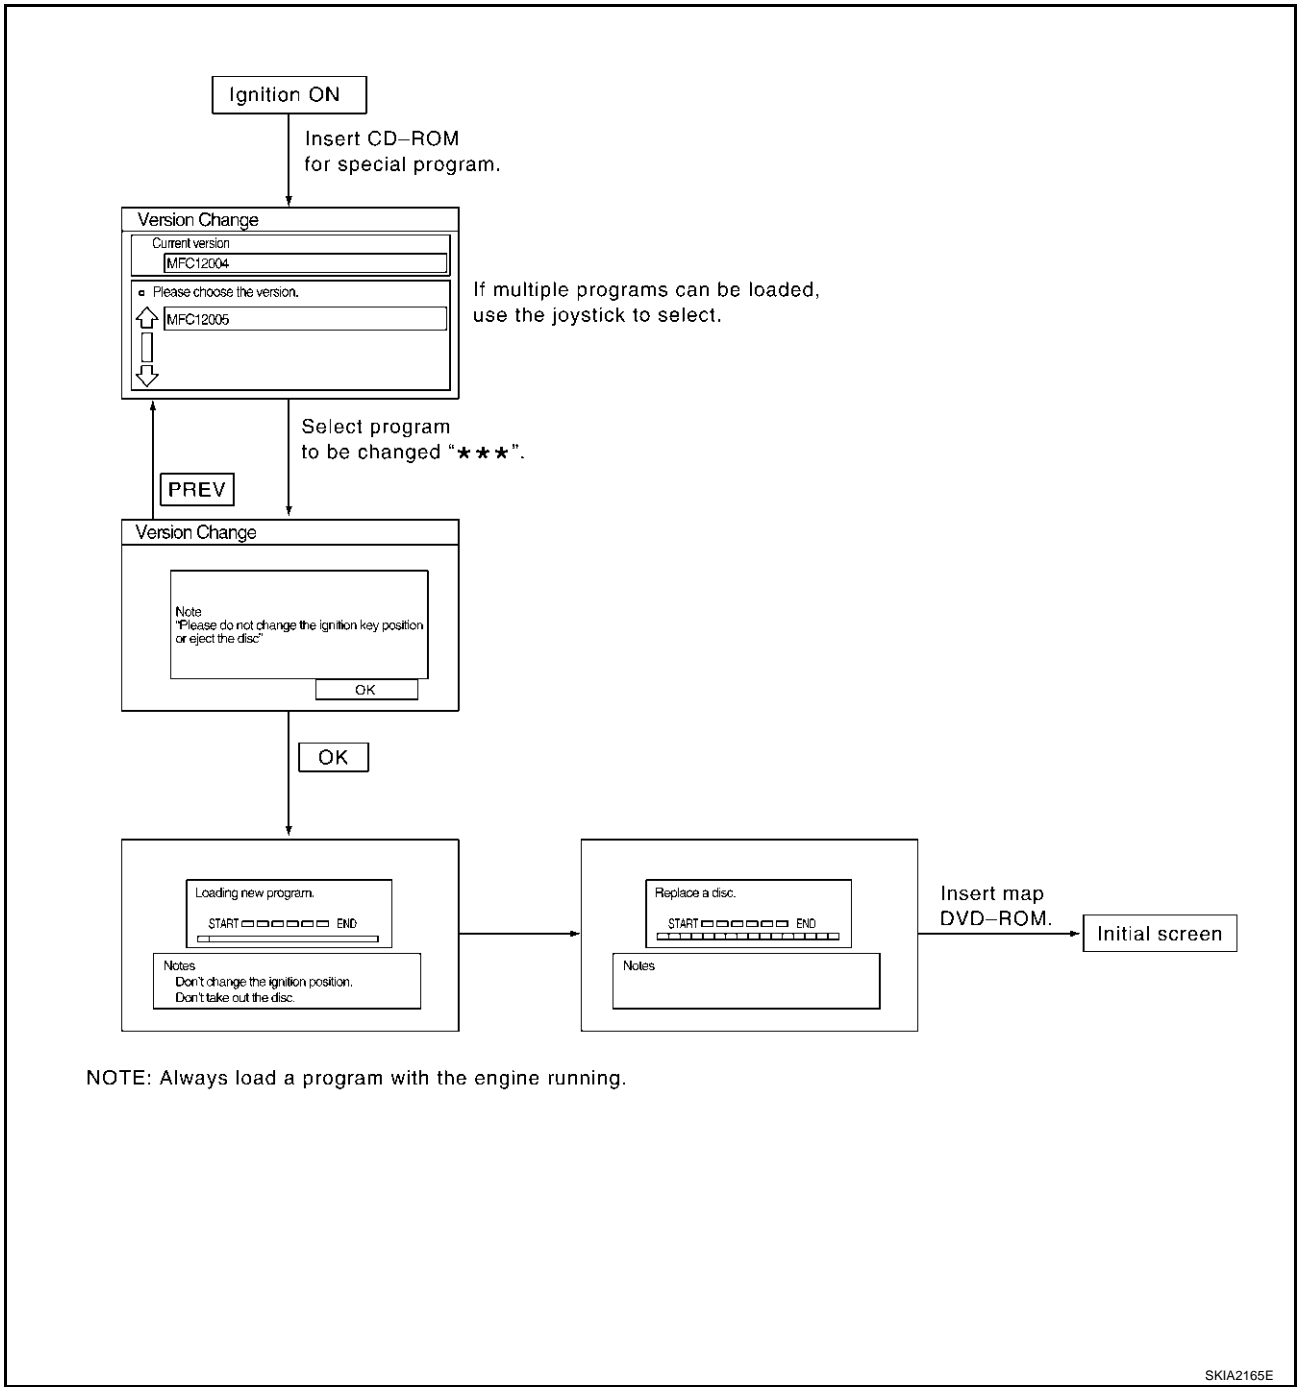 Ignition ON
Insert CD–ROM
for special program.
Version Change
Current version
MFC12004
Please choose the version.
MFC12005
If multiple programs can be loaded,
use the joystick to select.
Select program
to be changed “★★★”.
PREV
Version Change
Note
“Please do not change the ignition key position
or eject the disc”
OK
OK
Loading new program.
START END
Notes
Don't change the ignition position.
Don't take out the disc.
Replace a disc.
START END
Notes
Insert map
DVD–ROM.
Initial screen
NOTE: Always load a program with the engine running.
SKIA2165E